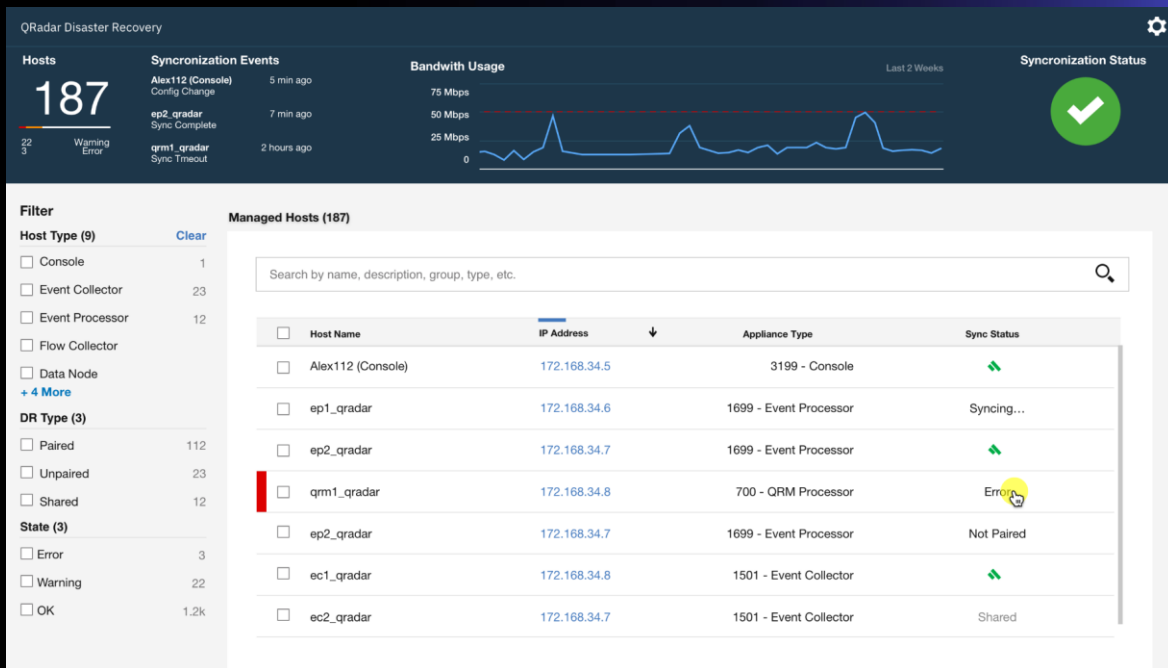 QRadar Disaster Recovery
Hosts
187
22 Warning
3 Error
Syncronization Events
Alex112 (Console) 5 min ago
Config Change
ep2_qradar 7 min ago
Sync Complete
qrm1_qradar 2 hours ago
Sync Tmeout
Bandwith Usage Last 2 Weeks
75 Mbps
50 Mbps
25 Mbps
0
Syncronization Status
Filter
Host Type (9) Clear
Console 1
Event Collector 23
Event Processor 12
Flow Collector
Data Node
+ 4 More
DR Type (3)
Paired 112
Unpaired 23
Shared 12
State (3)
Error 3
Warning 22
OK 1.2k
Managed Hosts (187)
Search by name, description, group, type, etc.
Host Name IP Address Appliance Type Sync Status
Alex112 (Console) 172.168.34.5 3199 - Console
ep1_qradar 172.168.34.6 1699 - Event Processor Syncing...
ep2_qradar 172.168.34.7 1699 - Event Processor
qrm1_qradar 172.168.34.8 700 - QRM Processor Error
ep2_qradar 172.168.34.7 1699 - Event Processor Not Paired
ec1_qradar 172.168.34.8 1501 - Event Collector
ec2_qradar 172.168.34.7 1501 - Event Collector Shared